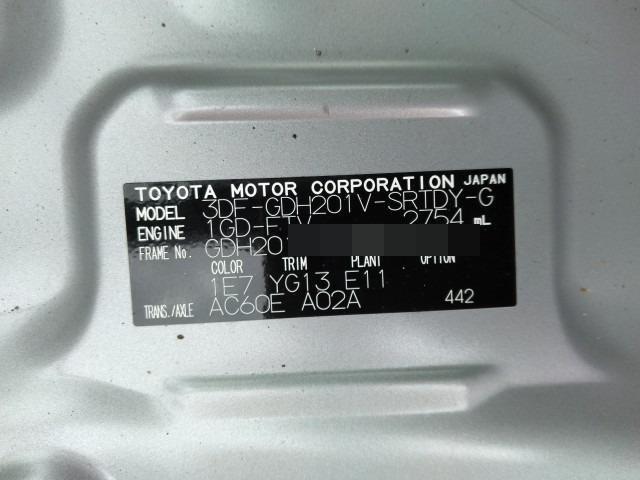 TOYOTA MOTOR CORPORATION JAPAN
MODEL 3DF-GDH201V-SRTDY-G
ENGINE 1GD-FTV 2754 mL
FRAME No. GDH20
COLOR TRIM PLANT OPTION
1E7 YG13 E11
TRANS./AXLE AC60E A02A 442